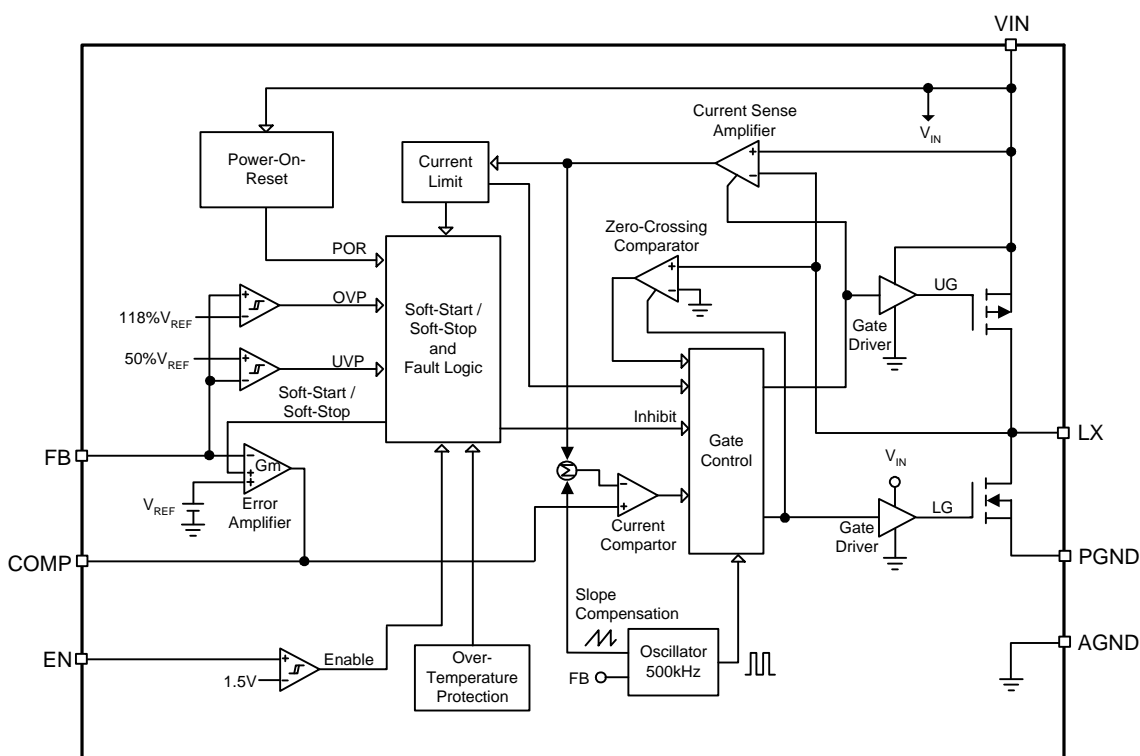 VIN
Current Sense
Amplifier
V_IN
Power-On-
Reset
Current
Limit
Zero-Crossing
Comparator
POR
OVP
118%V_REF
50%V_REF
UVP
Soft-Start /
Soft-Stop
and
Fault Logic
UG
Gate
Driver
Soft-Start /
Soft-Stop
Inhibit
Gate
Control
LX
FB
Gm
Error
Amplifier
V_REF
Σ
Current
Compartor
V_IN
LG
Gate
Driver
COMP
PGND
Slope
Compensation
Oscillator
500kHz
FB
EN
1.5V
Enable
Over-
Temperature
Protection
AGND